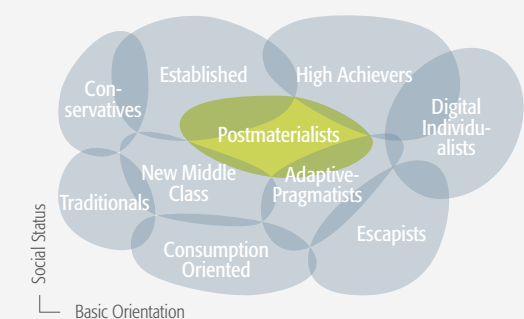 Established
High Achievers
Con-
servatives
Digital
Individu-
alists
Postmaterialists
New Middle
Class
Adaptive-
Pragmatists
Traditionals
Escapists
Consumption
Oriented
Social Status
Basic Orientation